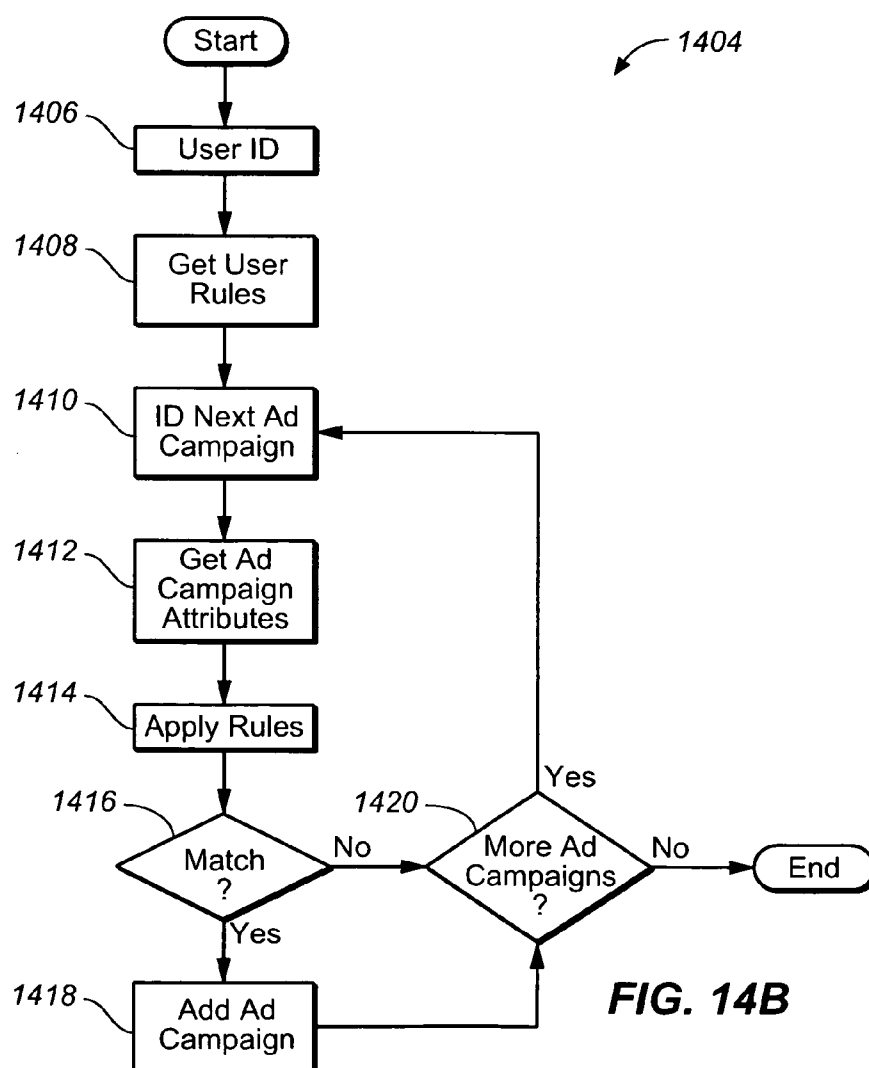 Start
1404
1406
User ID
1408
Get User
Rules
1410
ID Next Ad
Campaign
1412
Get Ad
Campaign
Attributes
1414
Apply Rules
1416
Match
?
No
Yes
1420
More Ad
Campaigns
?
Yes
No
End
1418
Add Ad
Campaign
FIG. 14B